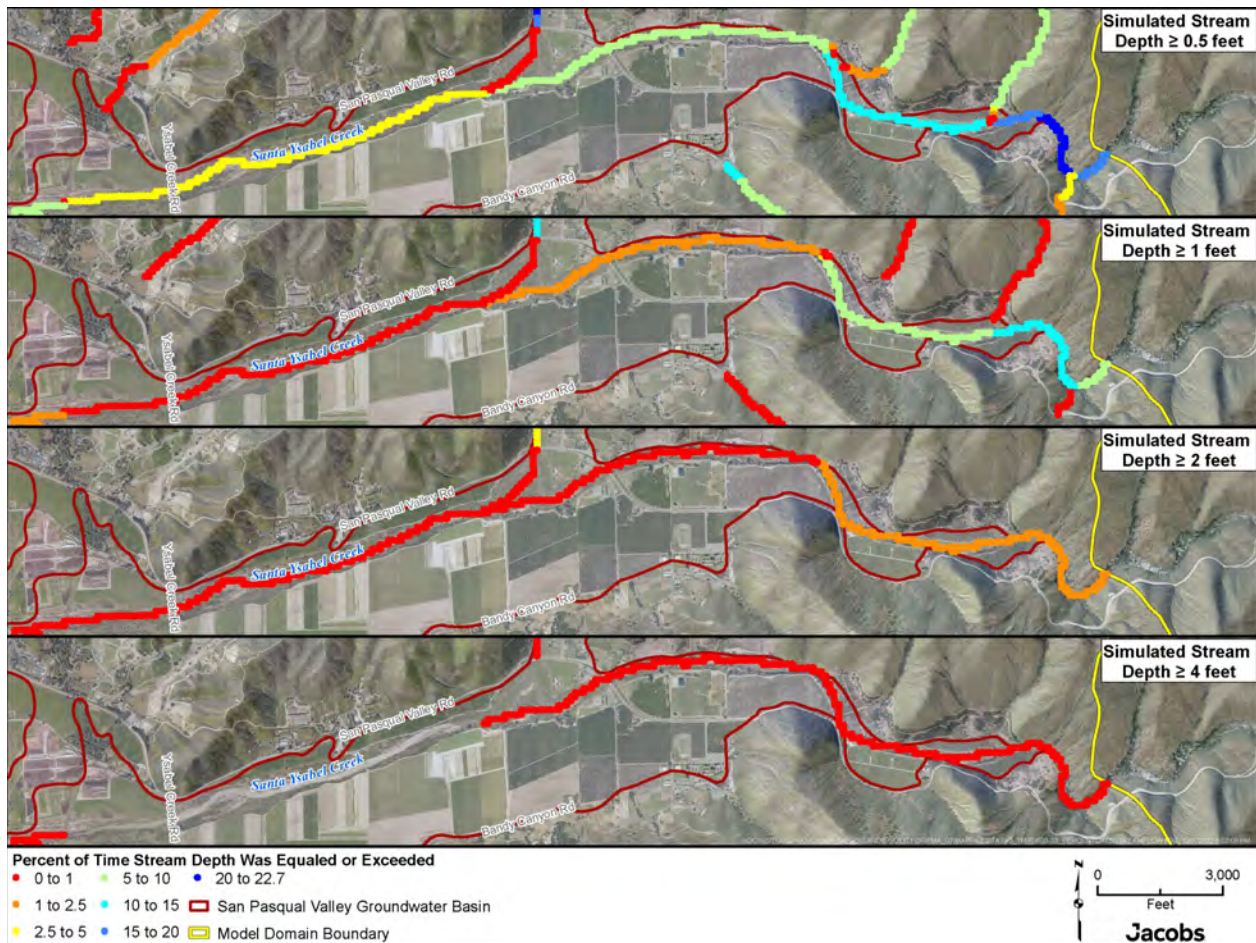 Simulated Stream
Depth ≥ 0.5 feet
San Pasqual Valley Rd
Santa Ysabel Creek
Ysabel Creek Rd
Bandy Canyon Rd
Simulated Stream
Depth ≥ 1 feet
San Pasqual Valley Rd
Santa Ysabel Creek
Ysabel Creek Rd
Bandy Canyon Rd
Simulated Stream
Depth ≥ 2 feet
San Pasqual Valley Rd
Santa Ysabel Creek
Ysabel Creek Rd
Bandy Canyon Rd
Simulated Stream
Depth ≥ 4 feet
San Pasqual Valley Rd
Santa Ysabel Creek
Ysabel Creek Rd
Bandy Canyon Rd
Percent of Time Stream Depth Was Equaled or Exceeded
0 to 1
5 to 10
20 to 22.7
1 to 2.5
10 to 15
San Pasqual Valley Groundwater Basin
2.5 to 5
15 to 20
Model Domain Boundary
N
0 3,000
Feet
Jacobs